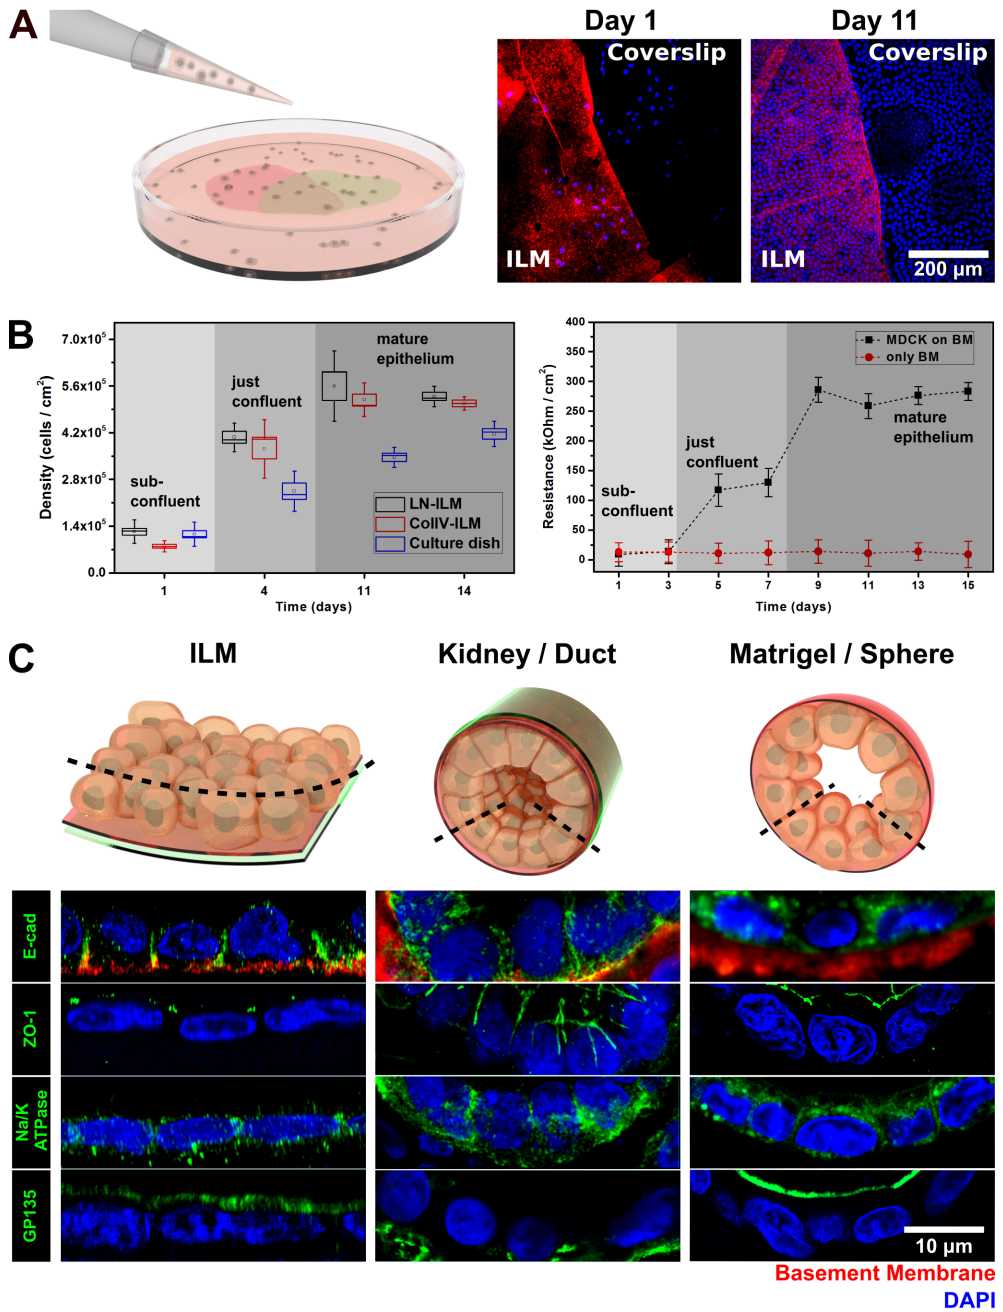 A
Day 1
Day 11
Coverslip
Coverslip
ILM
ILM
200 µm
B
Density (cells / cm²)
7.0x10⁵
5.6x10⁵
4.2x10⁵
2.8x10⁵
1.4x10⁵
0.0
sub-
confluent
just
confluent
mature
epithelium
LN-ILM
ColIV-ILM
Culture dish
1
4
11
14
Time (days)
Resistance (kOhm / cm²)
400
350
300
250
200
150
100
50
0
sub-
confluent
just
confluent
mature
epithelium
MDCK on BM
only BM
1
3
5
7
9
11
13
15
Time (days)
C
ILM
Kidney / Duct
Matrigel / Sphere
E-cad
ZO-1
Na/K
ATPase
GP135
10 µm
Basement Membrane
DAPI